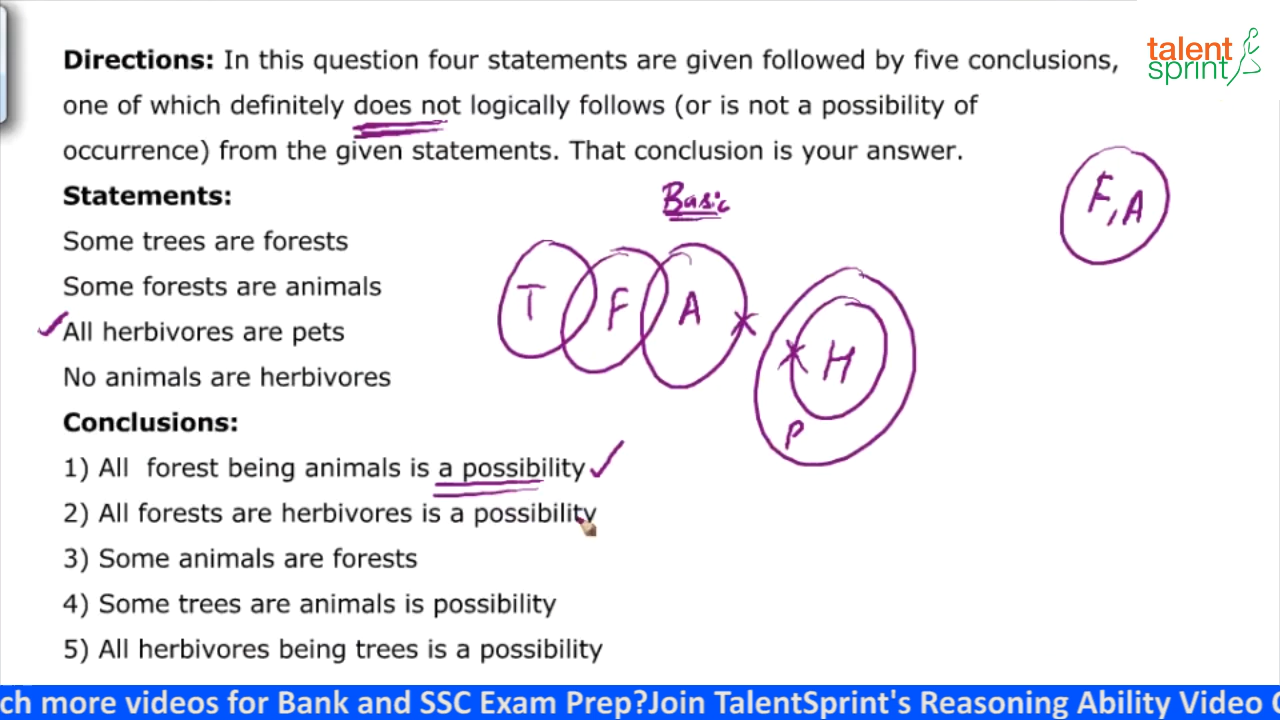 talent
sprint
Directions: In this question four statements are given followed by five conclusions,
one of which definitely does not logically follows (or is not a possibility of
occurrence) from the given statements. That conclusion is your answer.
Statements:
Basic
F, A
Some trees are forests
Some forests are animals
T F A
All herbivores are pets
H
No animals are herbivores
P
Conclusions:
1) All forest being animals is a possibility
2) All forests are herbivores is a possibility
3) Some animals are forests
4) Some trees are animals is possibility
5) All herbivores being trees is a possibility
ch more videos for Bank and SSC Exam Prep?Join TalentSprint's Reasoning Ability Video